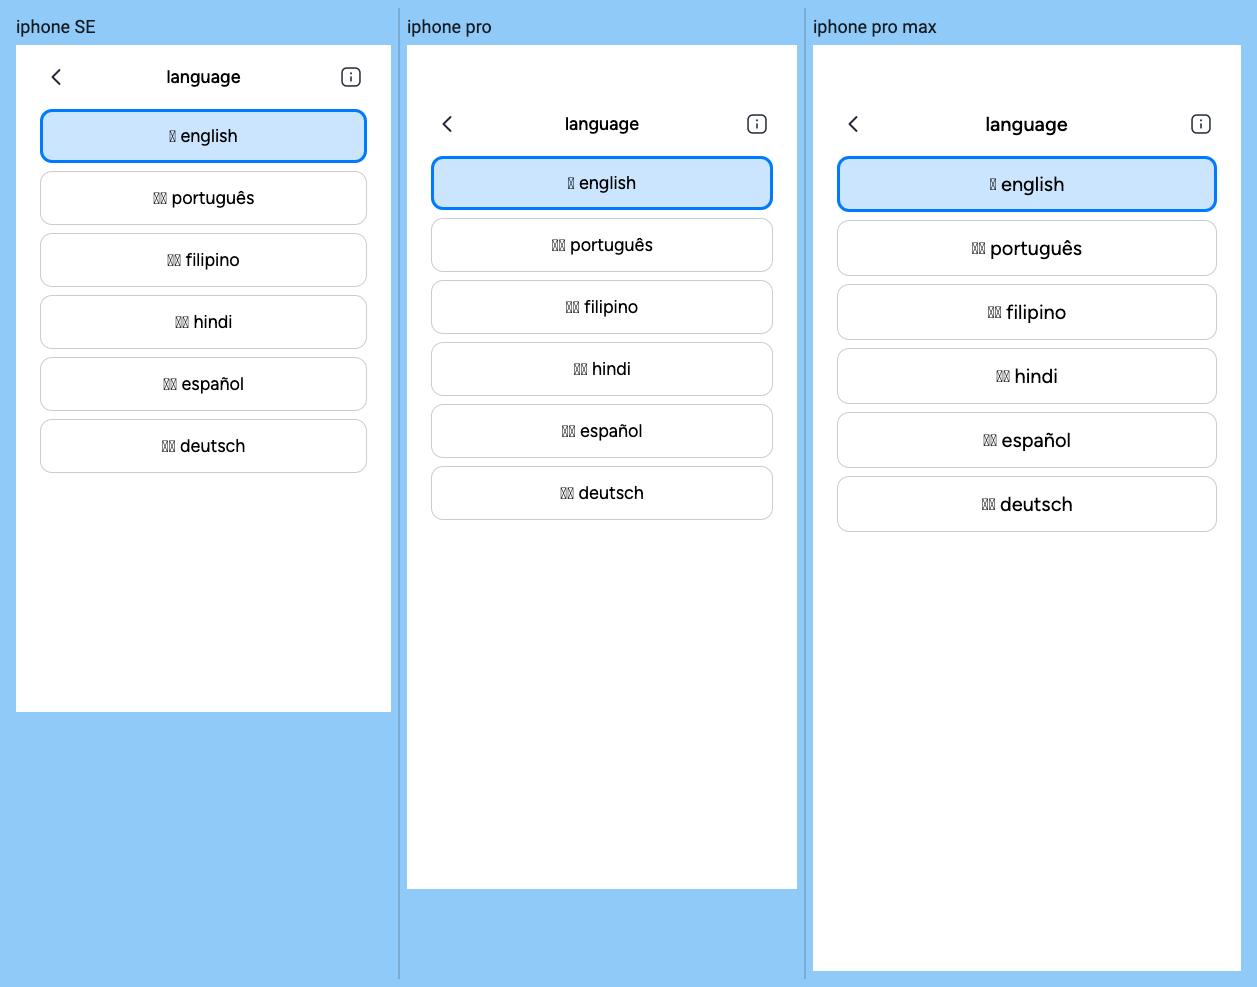 iphone SE
language
english
português
filipino
hindi
español
deutsch
iphone pro
language
english
português
filipino
hindi
español
deutsch
iphone pro max
language
english
português
filipino
hindi
español
deutsch